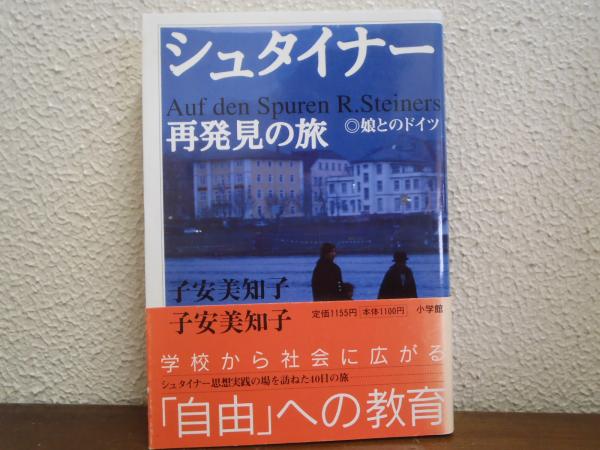 シュタイナー
Auf den Spuren R.Steiners
再発見の旅 ◎娘とのドイツ
子安美知子
子安美知子 定価1155円 本体1100円 小学館
学校から社会に広がる
シュタイナー思想実践の場を訪ねた40日の旅
「自由」への教育